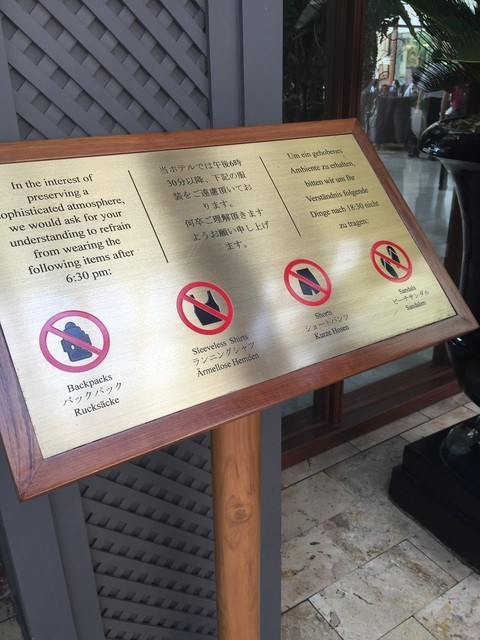 In the interest of
preserving a
sophisticated atmosphere,
we would ask for your
understanding to refrain
from wearing the
following items after
6:30 pm:
当ホテルでは午後6時
30分以降、下記の服
装をご遠慮頂いてお
ります。
何卒ご理解頂きます
ようお願い申し上げ
ます。
Um ein gehobenes
Ambiente zu erhalten,
bitten wir um Ihr
Verständnis folgende
Dinge nach 18:30 nicht
zu tragen:
Backpacks
バックパック
Rucksäcke
Sleeveless Shirts
ランニングシャツ
Ärmellose Hemden
Shorts
ショートパンツ
Kurze Hosen
Sandals
ビーチサンダル
Sandalen